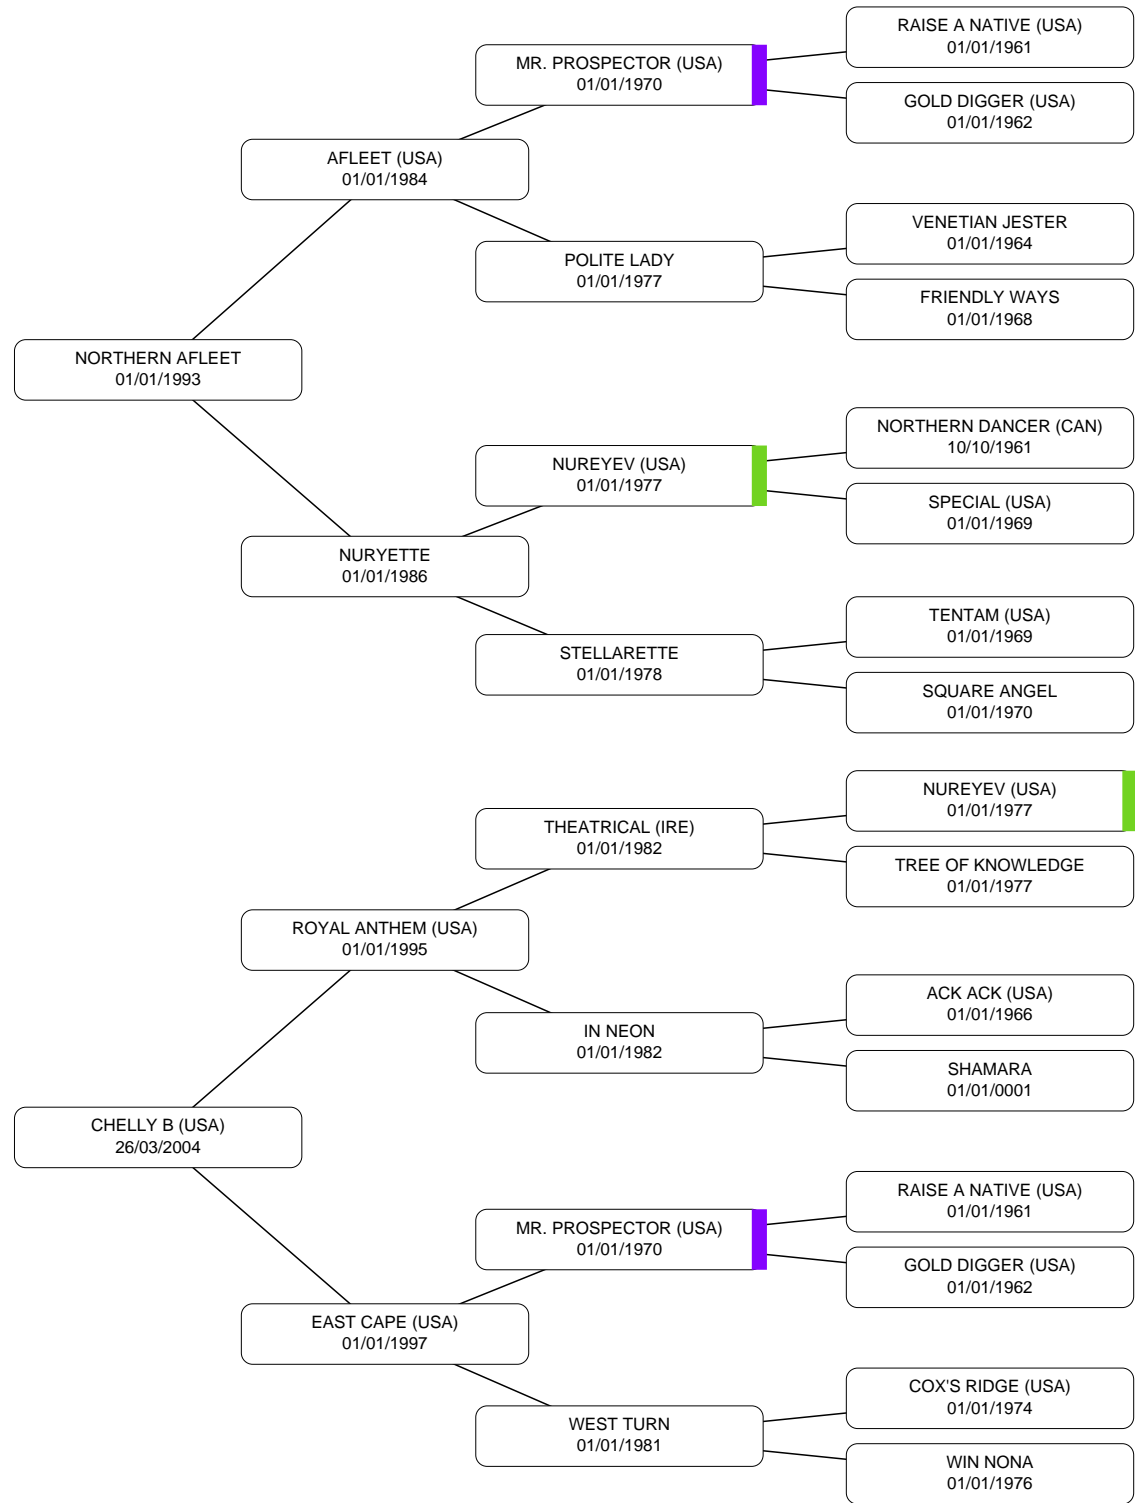 RAISE A NATIVE (USA)
01/01/1961
MR. PROSPECTOR (USA)
01/01/1970
GOLD DIGGER (USA)
01/01/1962
AFLEET (USA)
01/01/1984
VENETIAN JESTER
01/01/1964
POLITE LADY
01/01/1977
FRIENDLY WAYS
01/01/1968
NORTHERN AFLEET
01/01/1993
NORTHERN DANCER (CAN)
10/10/1961
NUREYEV (USA)
01/01/1977
SPECIAL (USA)
01/01/1969
NURYETTE
01/01/1986
TENTAM (USA)
01/01/1969
STELLARETTE
01/01/1978
SQUARE ANGEL
01/01/1970
NUREYEV (USA)
01/01/1977
THEATRICAL (IRE)
01/01/1982
TREE OF KNOWLEDGE
01/01/1977
ROYAL ANTHEM (USA)
01/01/1995
ACK ACK (USA)
01/01/1966
IN NEON
01/01/1982
SHAMARA
01/01/0001
CHELLY B (USA)
26/03/2004
RAISE A NATIVE (USA)
01/01/1961
MR. PROSPECTOR (USA)
01/01/1970
GOLD DIGGER (USA)
01/01/1962
EAST CAPE (USA)
01/01/1997
COX'S RIDGE (USA)
01/01/1974
WEST TURN
01/01/1981
WIN NONA
01/01/1976